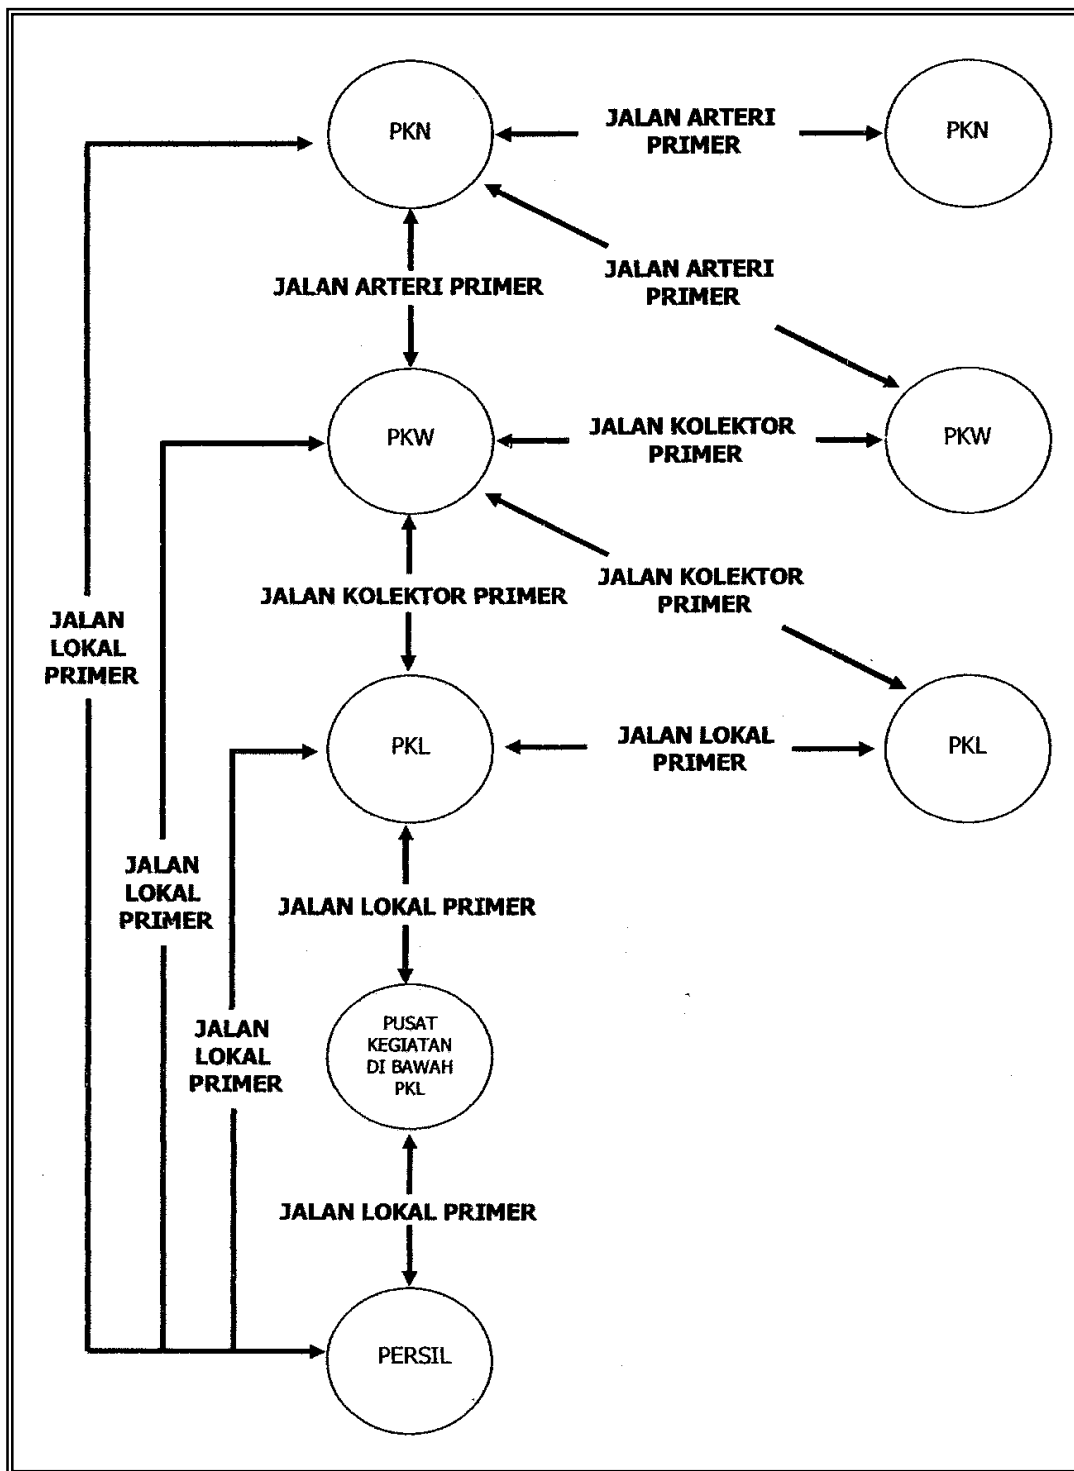 PKN
JALAN ARTERI
PRIMER
PKN
JALAN ARTERI PRIMER
JALAN ARTERI
PRIMER
PKW
JALAN KOLEKTOR
PRIMER
PKW
JALAN KOLEKTOR PRIMER
JALAN KOLEKTOR
PRIMER
JALAN
LOKAL
PRIMER
PKL
JALAN LOKAL
PRIMER
PKL
JALAN
LOKAL
PRIMER
JALAN LOKAL PRIMER
JALAN
LOKAL
PRIMER
PUSAT
KEGIATAN
DI BAWAH
PKL
JALAN LOKAL PRIMER
PERSIL